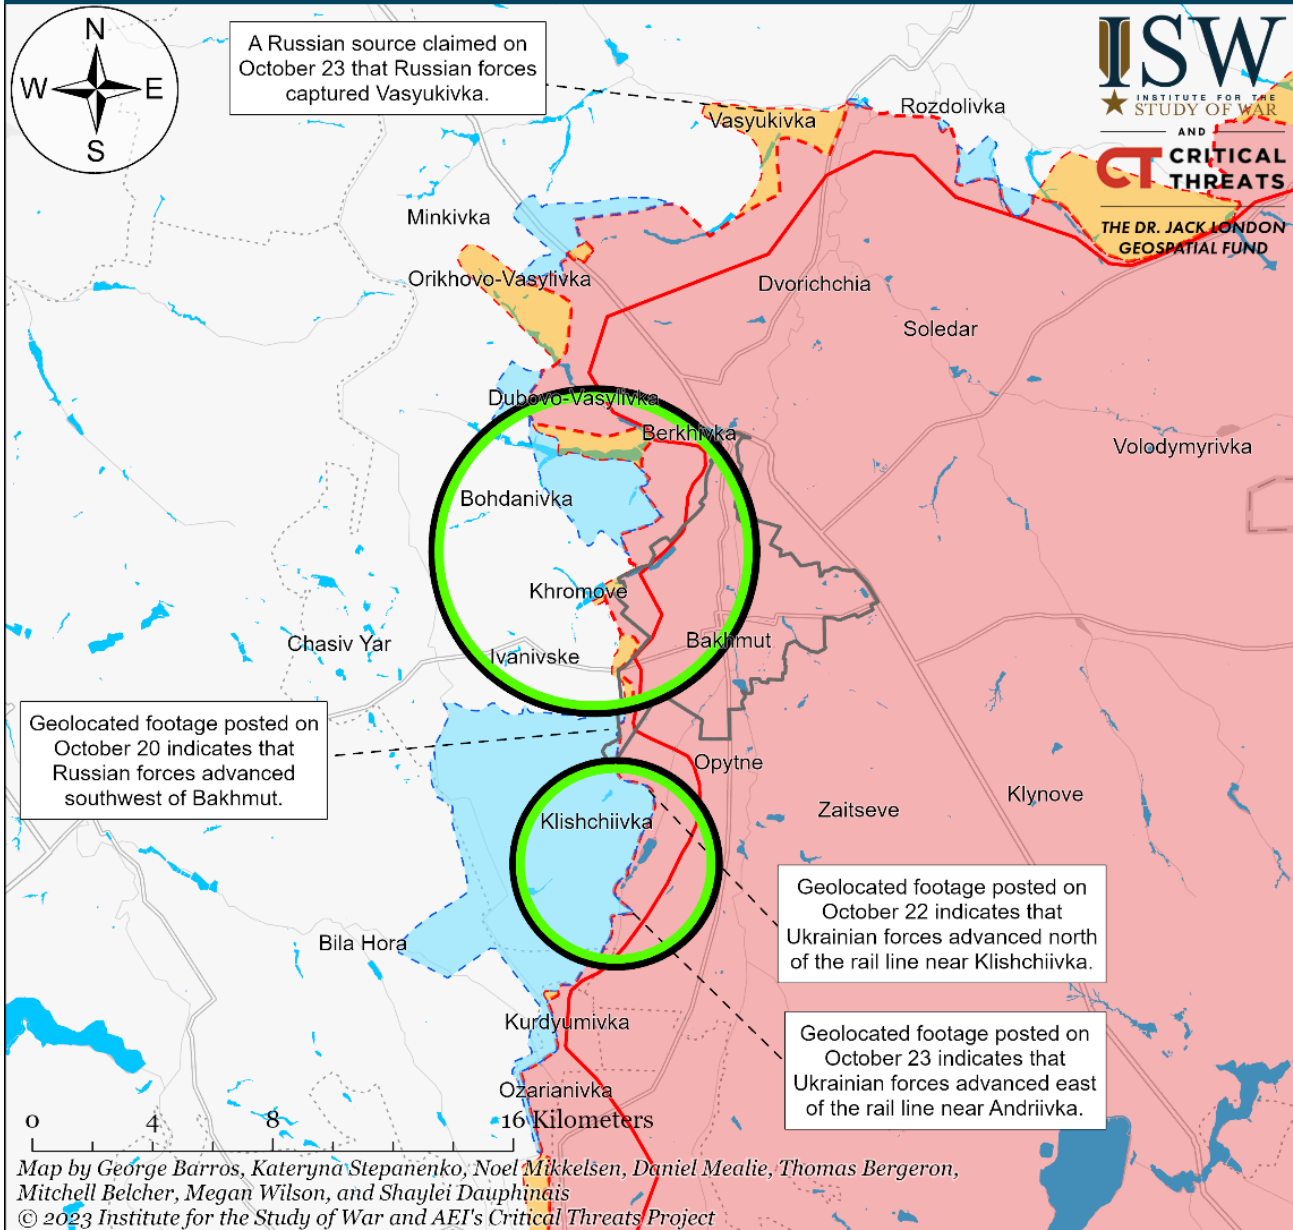 N
W E
S
A Russian source claimed on
October 23 that Russian forces
captured Vasyukivka.
ISW
INSTITUTE FOR THE
STUDY OF WAR
AND
CT CRITICAL
THREATS
THE DR. JACK LONDON
GEOSPATIAL FUND
Vasyukivka
Rozdolivka
Minkivka
Orikhovo-Vasylivka
Dvorichchia
Soledar
Dubovo-Vasylivka
Berkhivka
Volodymyrivka
Bohdanivka
Khromove
Chasiv Yar
Ivanivske
Bakhmut
Geolocated footage posted on
October 20 indicates that
Russian forces advanced
southwest of Bakhmut.
Opytne
Klishchiivka
Zaitseve
Klynove
Geolocated footage posted on
October 22 indicates that
Ukrainian forces advanced north
of the rail line near Klishchiivka.
Bila Hora
Kurdyumivka
Geolocated footage posted on
October 23 indicates that
Ukrainian forces advanced east
of the rail line near Andriivka.
Ozarianivka
0 4 8 16 Kilometers
Map by George Barros, Kateryna Stepanenko, Noel Mikkelsen, Daniel Mealie, Thomas Bergeron,
Mitchell Belcher, Megan Wilson, and Shaylei Dauphinais
© 2023 Institute for the Study of War and AEI's Critical Threats Project